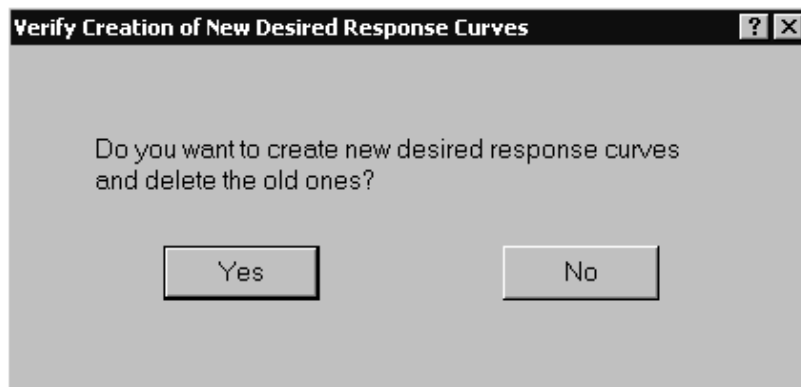 Verify Creation of New Desired Response Curves ? X
Do you want to create new desired response curves
and delete the old ones?
Yes No